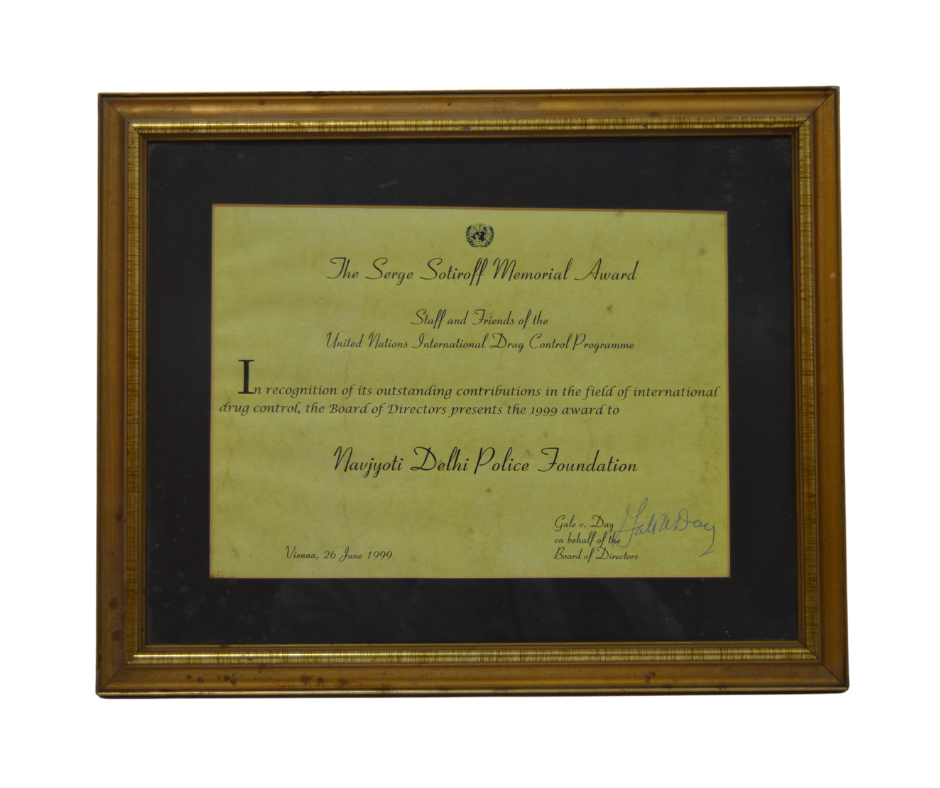 The Serge Sotiroff Memorial Award
Staff and Friends of the
United Nations International Drug Control Programme
In recognition of its outstanding contributions in the field of international
drug control, the Board of Directors presents the 1999 award to
Navjyoti Delhi Police Foundation
Gale v. Day
on behalf of the
Board of Directors
Vienna, 26 June 1999